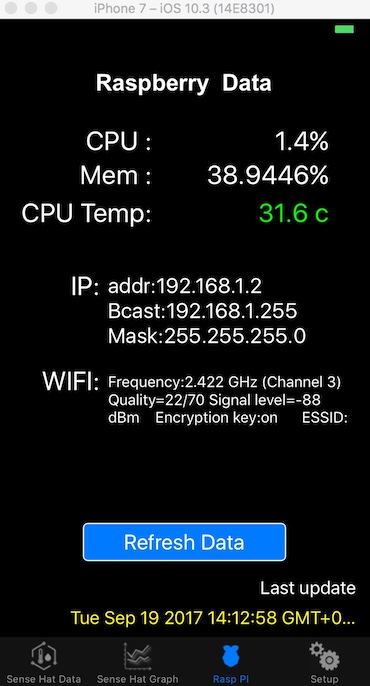 iPhone 7 – iOS 10.3 (14E8301)
Raspberry Data
CPU : 1.4%
Mem : 38.9446%
CPU Temp: 31.6 c
IP: addr:192.168.1.2
Bcast:192.168.1.255
Mask:255.255.255.0
WIFI: Frequency:2.422 GHz (Channel 3)
Quality=22/70 Signal level=-88
dBm Encryption key:on ESSID:
Refresh Data
Last update
Tue Sep 19 2017 14:12:58 GMT+0...
Sense Hat Data Sense Hat Graph Rasp PI Setup